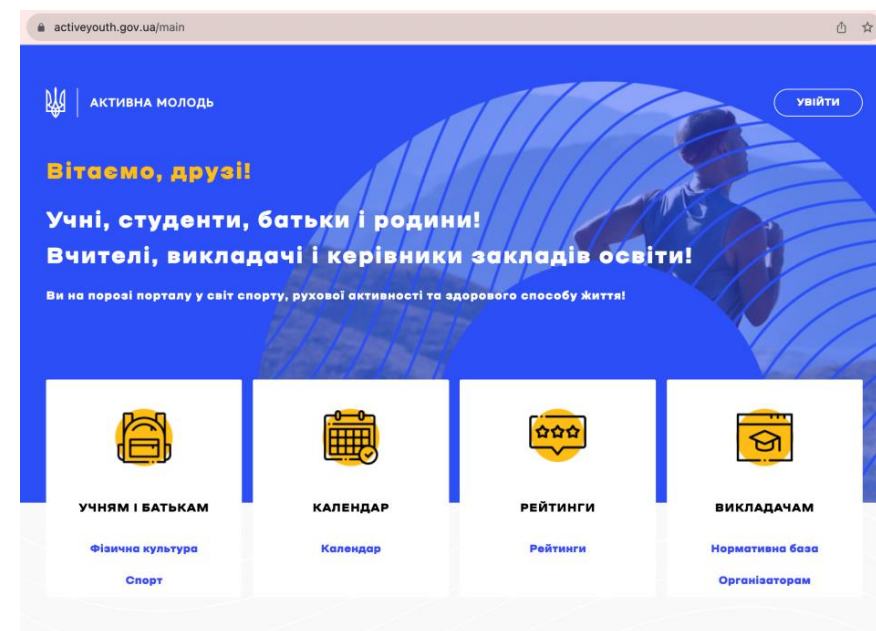 activeyouth.gov.ua/main
АКТИВНА МОЛОДЬ
УВІЙТИ
Вітаємо, друзі!
Учні, студенти, батьки і родини!
Вчителі, викладачі і керівники закладів освіти!
Ви на порозі порталу у світ спорту, рухової активності та здорового способу життя!
УЧНЯМ І БАТЬКАМ
Фізична культура
Спорт
КАЛЕНДАР
Календар
РЕЙТИНГИ
Рейтинги
ВИКЛАДАЧАМ
Нормативна база
Організаторам